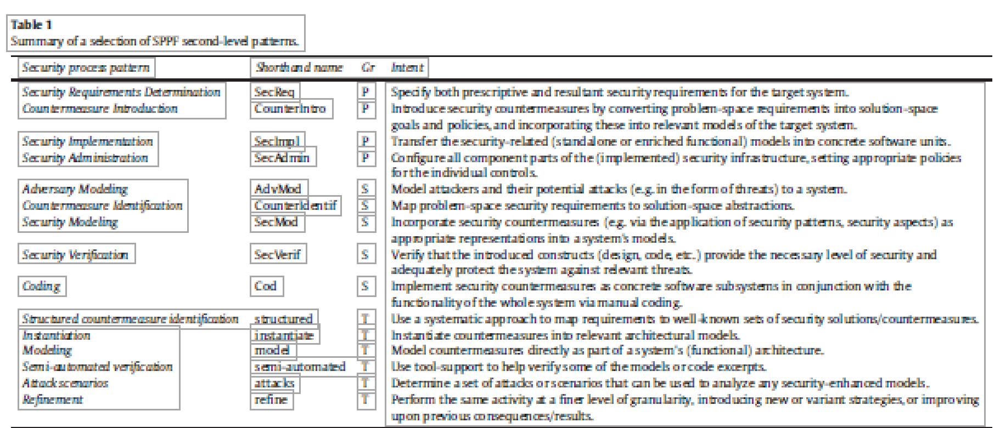 Table 1
Summary of a selection of SPPF second-level patterns.
Security process pattern Shorthand name Gr Intent
Security Requirements Determination SecReq P Specify both prescriptive and resultant security requirements for the target system.
Countermeasure Introduction CounterIntro P Introduce security countermeasures by converting problem-space requirements into solution-space
goals and policies, and incorporating these into relevant models of the target system.
Security Implementation SecImpl P Transfer the security-related (standalone or enriched functional) models into concrete software units.
Security Administration SecAdmin P Configure all component parts of the (implemented) security infrastructure, setting appropriate policies
for the individual controls.
Adversary Modeling AdvMod S Model attackers and their potential attacks (e.g. in the form of threats) to a system.
Countermeasure Identification CounterIdentif S Map problem-space security requirements to solution-space abstractions.
Security Modeling SecMod S Incorporate security countermeasures (e.g. via the application of security patterns, security aspects) as
appropriate representations into a system's models.
Security Verification SecVerif S Verify that the introduced constructs (design, code, etc.) provide the necessary level of security and
adequately protect the system against relevant threats.
Coding Cod S Implement security countermeasures as concrete software subsystems in conjunction with the
functionality of the whole system via manual coding.
Structured countermeasure identification structured T Use a systematic approach to map requirements to well-known sets of security solutions/countermeasures.
Instantiation instantiate T Instantiate countermeasures into relevant architectural models.
Modeling model T Model countermeasures directly as part of a system's (functional) architecture.
Semi-automated verification semi-automated T Use tool-support to help verify some of the models or code excerpts.
Attack scenarios attacks T Determine a set of attacks or scenarios that can be used to analyze any security-enhanced models.
Refinement refine T Perform the same activity at a finer level of granularity, introducing new or variant strategies, or improving
upon previous consequences/results.